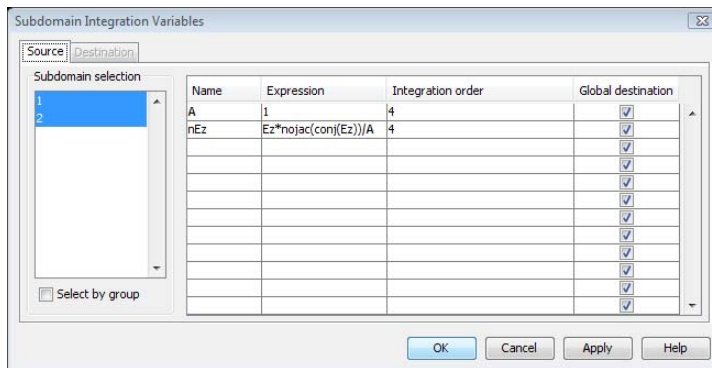 Subdomain Integration Variables
Source Destination
Subdomain selection
1
2
Select by group
Name Expression Integration order Global destination
A 1 4
nEz Ez*nojac(conj(Ez))/A 4
OK Cancel Apply Help